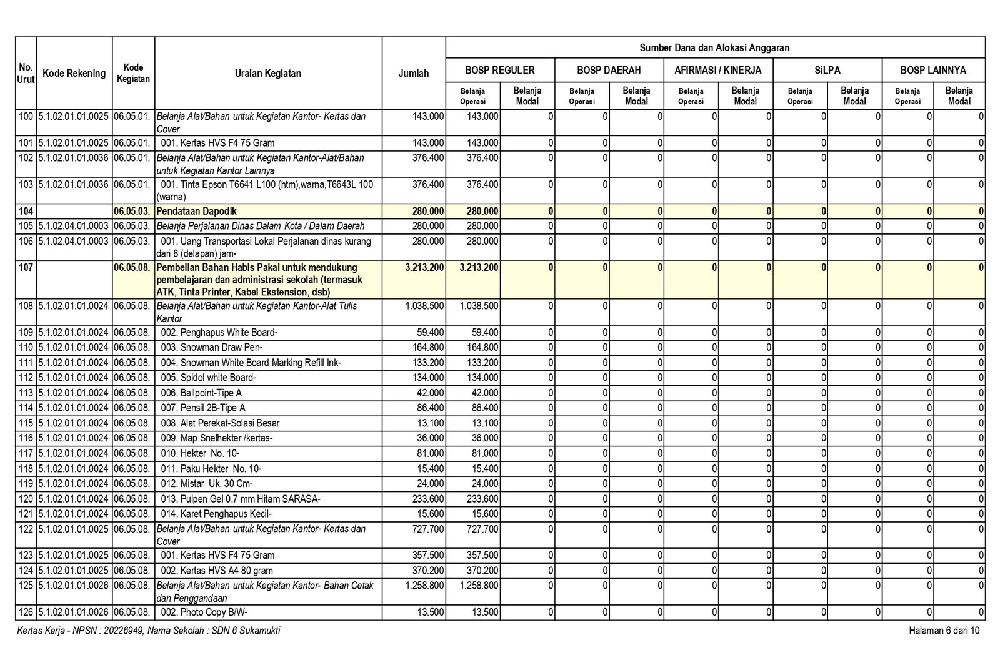 Sumber Dana dan Alokasi Anggaran
No. Urut Kode Rekening Kode Kegiatan Uraian Kegiatan Jumlah BOSP REGULER BOSP DAERAH AFIRMASI / KINERJA SiLPA BOSP LAINNYA
Belanja Operasi Belanja Modal Belanja Operasi Belanja Modal Belanja Operasi Belanja Modal Belanja Operasi Belanja Modal Belanja Operasi Belanja Modal
100 5.1.02.01.01.0025 06.05.01. Belanja Alat/Bahan untuk Kegiatan Kantor- Kertas dan 143.000 143.000 0 0 0 0 0 0 0 0 0
Cover
101 5.1.02.01.01.0025 06.05.01. 001. Kertas HVS F4 75 Gram 143.000 143.000 0 0 0 0 0 0 0 0 0
102 5.1.02.01.01.0036 06.05.01. Belanja Alat/Bahan untuk Kegiatan Kantor-Alat/Bahan 376.400 376.400 0 0 0 0 0 0 0 0 0
untuk Kegiatan Kantor Lainnya
103 5.1.02.01.01.0036 06.05.01. 001. Tinta Epson T6641 L100 (htm),warna,T6643L 100 376.400 376.400 0 0 0 0 0 0 0 0 0
(warna)
104 06.05.03. Pendataan Dapodik 280.000 280.000 0 0 0 0 0 0 0 0 0
105 5.1.02.04.01.0003 06.05.03. Belanja Perjalanan Dinas Dalam Kota / Dalam Daerah 280.000 280.000 0 0 0 0 0 0 0 0 0
106 5.1.02.04.01.0003 06.05.03. 001. Uang Transportasi Lokal Perjalanan dinas kurang 280.000 280.000 0 0 0 0 0 0 0 0 0
dari 8 (delapan) jam-
107 06.05.08. Pembelian Bahan Habis Pakai untuk mendukung 3.213.200 3.213.200 0 0 0 0 0 0 0 0 0
pembelajaran dan administrasi sekolah (termasuk
ATK, Tinta Printer, Kabel Ekstension, dsb)
108 5.1.02.01.01.0024 06.05.08. Belanja Alat/Bahan untuk Kegiatan Kantor-Alat Tulis 1.038.500 1.038.500 0 0 0 0 0 0 0 0 0
Kantor
109 5.1.02.01.01.0024 06.05.08. 002. Penghapus White Board- 59.400 59.400 0 0 0 0 0 0 0 0 0
110 5.1.02.01.01.0024 06.05.08. 003. Snowman Draw Pen- 164.800 164.800 0 0 0 0 0 0 0 0 0
111 5.1.02.01.01.0024 06.05.08. 004. Snowman White Board Marking Refill Ink- 133.200 133.200 0 0 0 0 0 0 0 0 0
112 5.1.02.01.01.0024 06.05.08. 005. Spidol white Board- 134.000 134.000 0 0 0 0 0 0 0 0 0
113 5.1.02.01.01.0024 06.05.08. 006. Ballpoint-Tipe A 42.000 42.000 0 0 0 0 0 0 0 0 0
114 5.1.02.01.01.0024 06.05.08. 007. Pensil 2B-Tipe A 86.400 86.400 0 0 0 0 0 0 0 0 0
115 5.1.02.01.01.0024 06.05.08. 008. Alat Perekat-Solasi Besar 13.100 13.100 0 0 0 0 0 0 0 0 0
116 5.1.02.01.01.0024 06.05.08. 009. Map Snelhekter /kertas- 36.000 36.000 0 0 0 0 0 0 0 0 0
117 5.1.02.01.01.0024 06.05.08. 010. Hekter No. 10- 81.000 81.000 0 0 0 0 0 0 0 0 0
118 5.1.02.01.01.0024 06.05.08. 011. Paku Hekter No. 10- 15.400 15.400 0 0 0 0 0 0 0 0 0
119 5.1.02.01.01.0024 06.05.08. 012. Mistar Uk. 30 Cm- 24.000 24.000 0 0 0 0 0 0 0 0 0
120 5.1.02.01.01.0024 06.05.08. 013. Pulpen Gel 0.7 mm Hitam SARASA- 233.600 233.600 0 0 0 0 0 0 0 0 0
121 5.1.02.01.01.0024 06.05.08. 014. Karet Penghapus Kecil- 15.600 15.600 0 0 0 0 0 0 0 0 0
122 5.1.02.01.01.0025 06.05.08. Belanja Alat/Bahan untuk Kegiatan Kantor- Kertas dan 727.700 727.700 0 0 0 0 0 0 0 0 0
Cover
123 5.1.02.01.01.0025 06.05.08. 001. Kertas HVS F4 75 Gram 357.500 357.500 0 0 0 0 0 0 0 0 0
124 5.1.02.01.01.0025 06.05.08. 002. Kertas HVS A4 80 gram 370.200 370.200 0 0 0 0 0 0 0 0 0
125 5.1.02.01.01.0026 06.05.08. Belanja Alat/Bahan untuk Kegiatan Kantor- Bahan Cetak 1.258.800 1.258.800 0 0 0 0 0 0 0 0 0
dan Penggandaan
126 5.1.02.01.01.0026 06.05.08. 002. Photo Copy B/W- 13.500 13.500 0 0 0 0 0 0 0 0 0
Kertas Kerja - NPSN : 20226949, Nama Sekolah : SDN 6 Sukamukti Halaman 6 dari 10